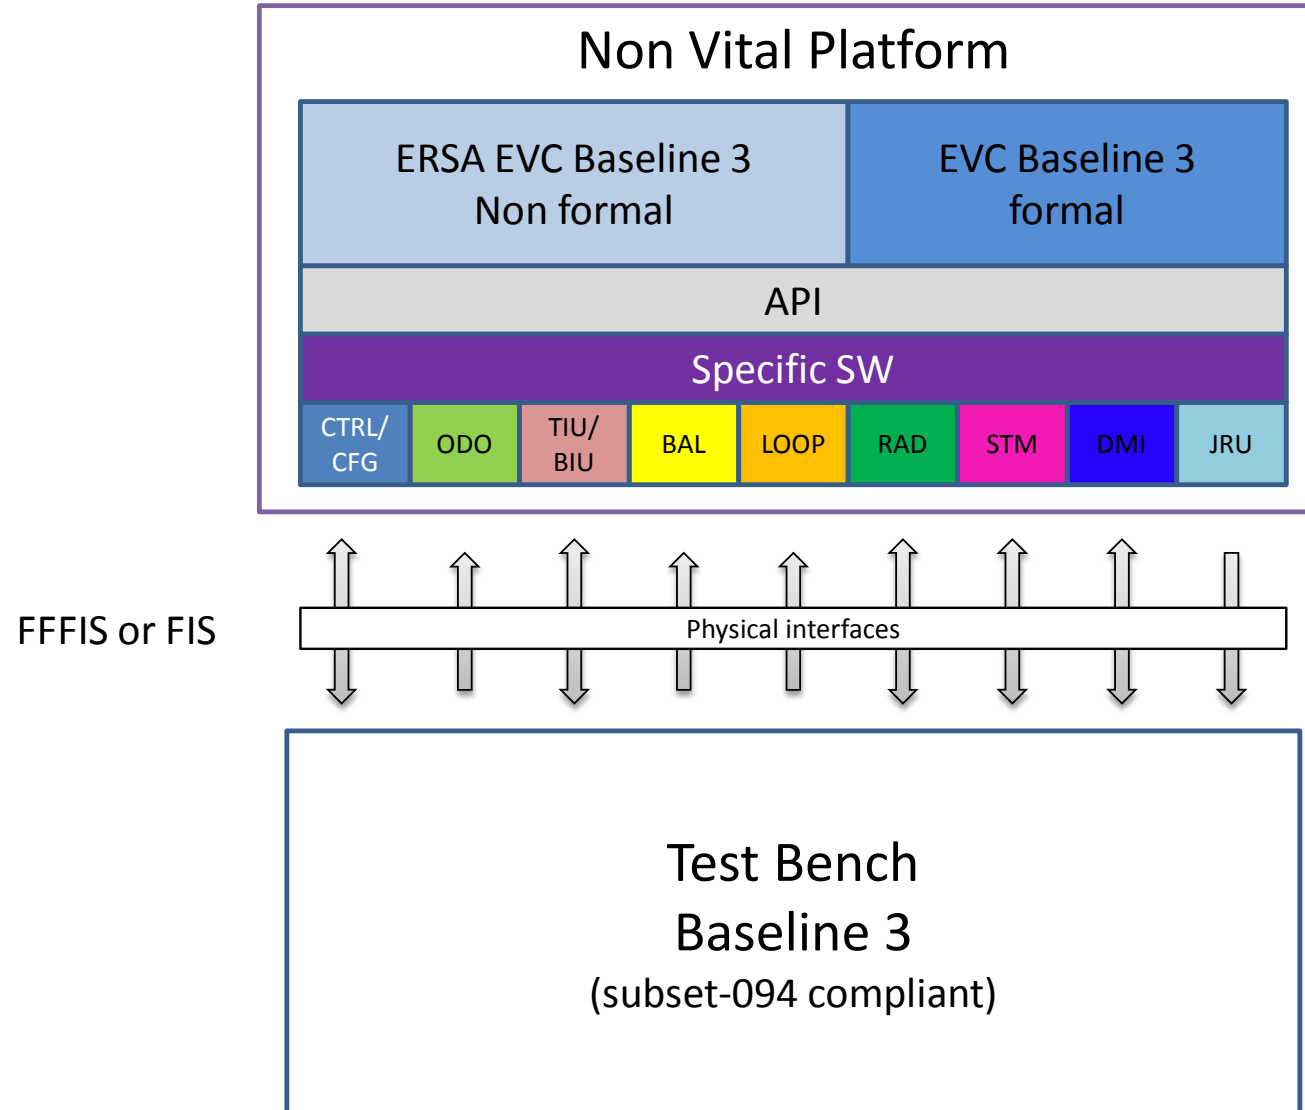 Non Vital Platform
ERSA EVC Baseline 3
Non formal
EVC Baseline 3
formal
API
Specific SW
CTRL/
CFG
ODO
TIU/
BIU
BAL
LOOP
RAD
STM
DMI
JRU
FFFIS or FIS
Physical interfaces
Test Bench
Baseline 3
(subset-094 compliant)